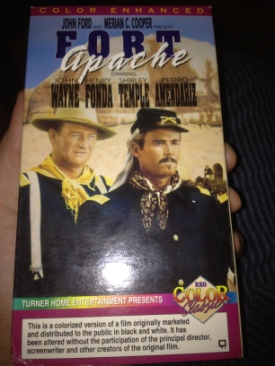 COLOR ENHANCED
JOHN FORD AND MERIAN C. COOPER PRESENT
FORT
Apache
STARRING
JOHN HENRY SHIRLEY PEDRO
WAYNE FONDA TEMPLE ARMENDARIZ
RKO
COLOR
Classics
TURNER HOME ENTERTAINMENT PRESENTS
This is a colorized version of a film originally marketed
and distributed to the public in black and white. It has
been altered without the participation of the principal director,
screenwriter and other creators of the original film.